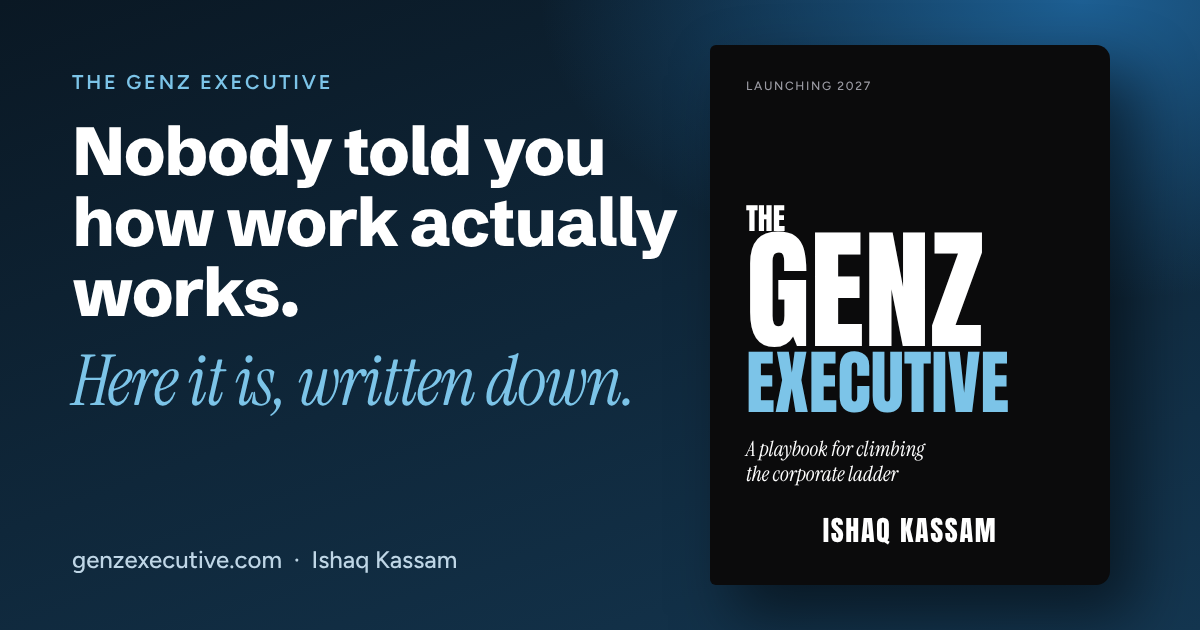 THE GENZ EXECUTIVE
Nobody told you
how work actually
works.
Here it is, written down.
genzexecutive.com · Ishaq Kassam
LAUNCHING 2027
THE
GENZ
EXECUTIVE
A playbook for climbing
the corporate ladder
ISHAQ KASSAM